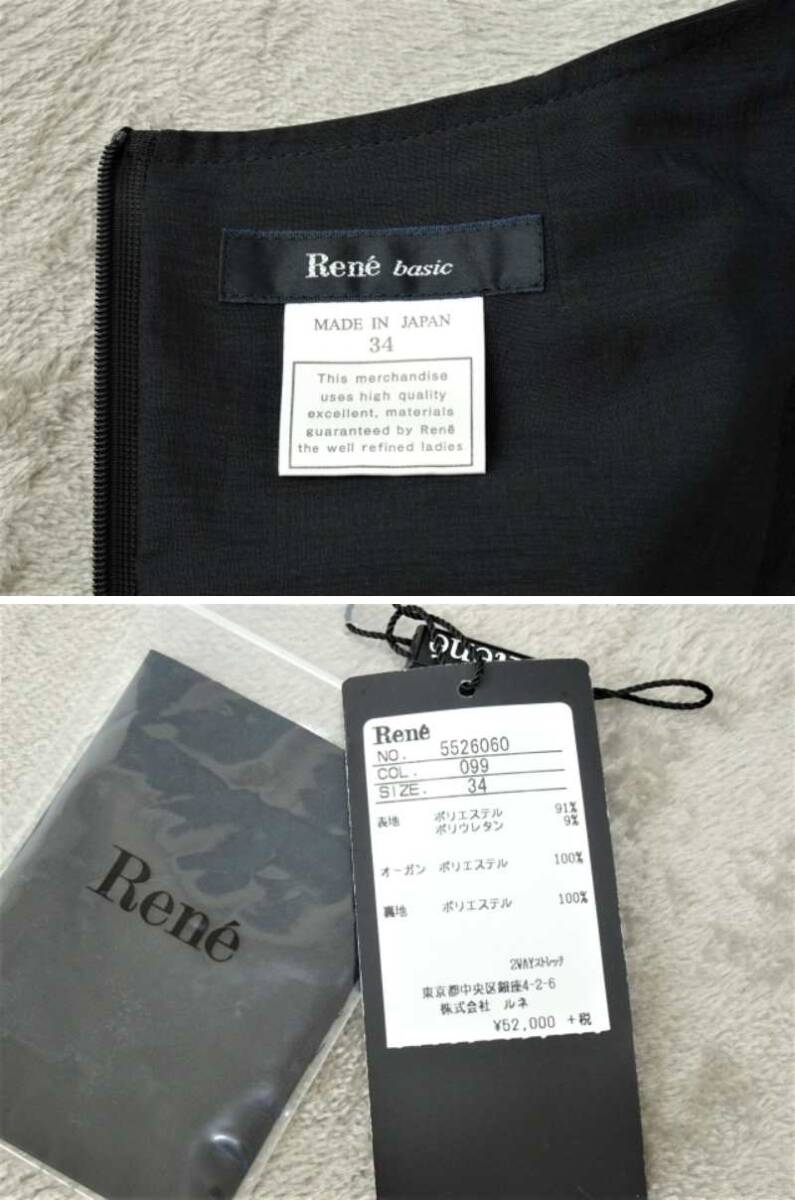 René basic
MADE IN JAPAN
34
This merchandise
uses high quality
excellent, materials
guaranteed by René
the well refined ladies
René
René
René
NO. 5526060
COL. 099
SIZE. 34
表地 ポリエステル 91%
ポリウレタン 9%
オーガン ポリエステル 100%
裏地 ポリエステル 100%
2WAYストレッチ
東京都中央区銀座4-2-6
株式会社 ルネ
¥52,000 +税